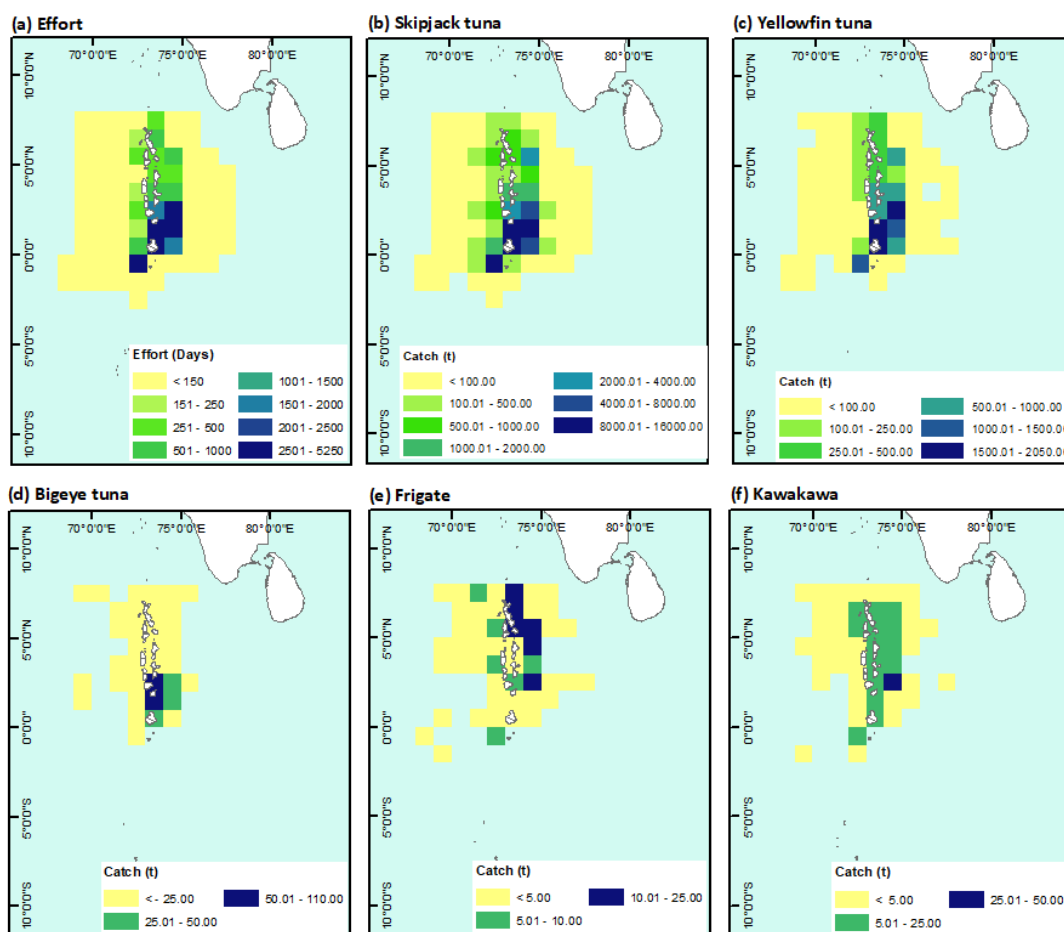 (a) Effort
(b) Skipjack tuna
(c) Yellowfin tuna
70°0'0"E 75°0'0"E 80°0'0"E
70°0'0"E 75°0'0"E 80°0'0"E
70°0'0"E 75°0'0"E 80°0'0"E
10°0'0"N
5°0'0"N
0°0'0"
5°0'0"S
10°0'0"S
10°0'0"N
5°0'0"N
0°0'0"
5°0'0"S
10°0'0"S
10°0'0"N
5°0'0"N
0°0'0"
5°0'0"S
10°0'0"S
Effort (Days)
< 150 1001 - 1500
151 - 250 1501 - 2000
251 - 500 2001 - 2500
501 - 1000 2501 - 5250
Catch (t)
< 100.00 2000.01 - 4000.00
100.01 - 500.00 4000.01 - 8000.00
500.01 - 1000.00 8000.01 - 16000.00
1000.01 - 2000.00
Catch (t)
< 100.00 500.01 - 1000.00
100.01 - 250.00 1000.01 - 1500.00
250.01 - 500.00 1500.01 - 2050.00
(d) Bigeye tuna
(e) Frigate
(f) Kawakawa
70°0'0"E 75°0'0"E 80°0'0"E
70°0'0"E 75°0'0"E 80°0'0"E
70°0'0"E 75°0'0"E 80°0'0"E
10°0'0"N
5°0'0"N
0°0'0"
5°0'0"S
10°0'0"S
10°0'0"N
5°0'0"N
0°0'0"
5°0'0"S
10°0'0"S
10°0'0"N
5°0'0"N
0°0'0"
5°0'0"S
10°0'0"S
Catch (t)
<- 25.00 50.01 - 110.00
25.01 - 50.00
Catch (t)
< 5.00 10.01 - 25.00
5.01 - 10.00
Catch (t)
< 5.00 25.01 - 50.00
5.01 - 25.00